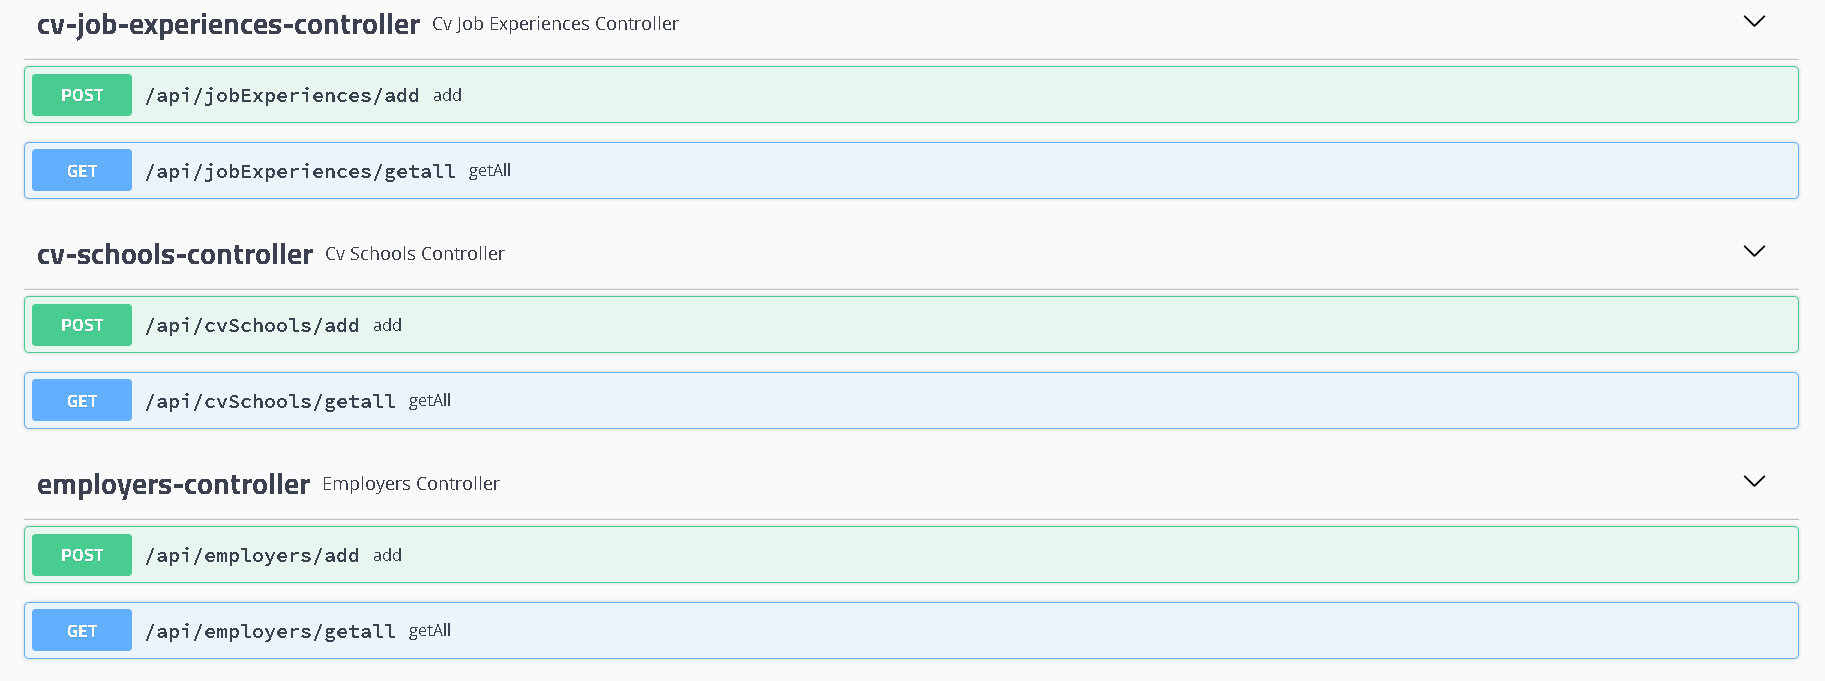 cv-job-experiences-controller Cv Job Experiences Controller
POST /api/jobExperiences/add add
GET /api/jobExperiences/getall getAll
cv-schools-controller Cv Schools Controller
POST /api/cvSchools/add add
GET /api/cvSchools/getall getAll
employers-controller Employers Controller
POST /api/employers/add add
GET /api/employers/getall getAll